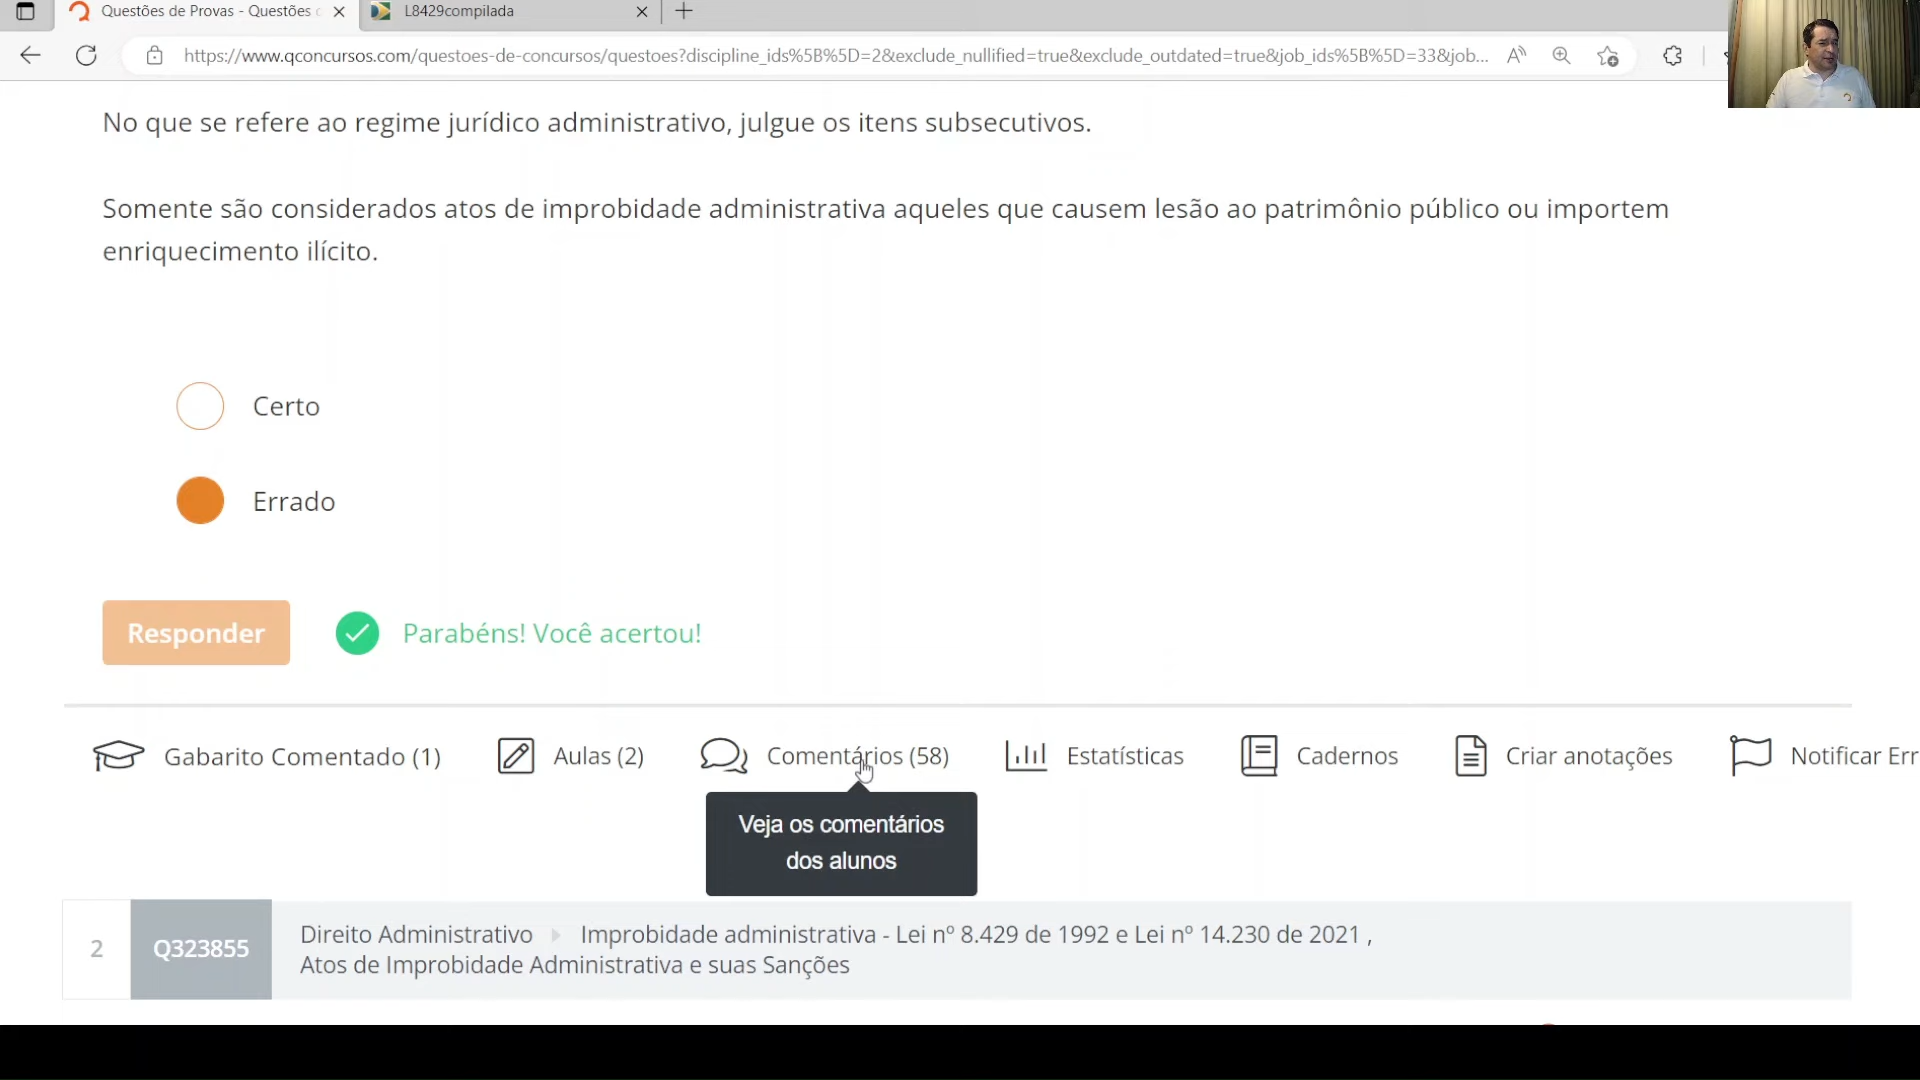 Questões de Provas - Questões
L8429compilada
https://www.qconcursos.com/questoes-de-concursos/questoes?discipline_ids%5B%5D=2&exclude_nullified=true&exclude_outdated=true&job_ids%5B%5D=33&job...
No que se refere ao regime jurídico administrativo, julgue os itens subsecutivos.
Somente são considerados atos de improbidade administrativa aqueles que causem lesão ao patrimônio público ou importem
enriquecimento ilícito.
Certo
Errado
Responder
Parabéns! Você acertou!
Gabarito Comentado (1)
Aulas (2)
Comentários (58)
Estatísticas
Cadernos
Criar anotações
Notificar Err
Veja os comentários
dos alunos
2
Q323855
Direito Administrativo
Improbidade administrativa - Lei nº 8.429 de 1992 e Lei nº 14.230 de 2021 ,
Atos de Improbidade Administrativa e suas Sanções